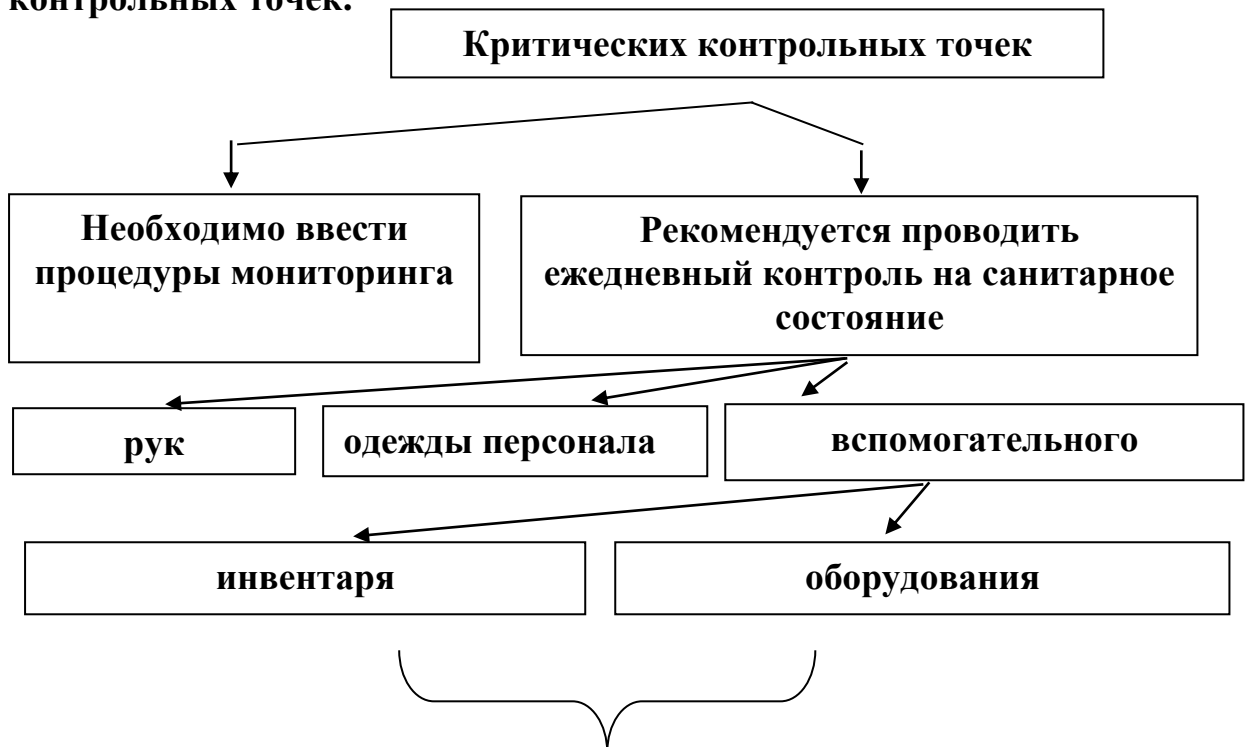 контрольных точек.
Критических контрольных точек
Необходимо ввести
процедуры мониторинга
Рекомендуется проводить
ежедневный контроль на санитарное
состояние
рук
одежды персонала
вспомогательного
инвентаря
оборудования